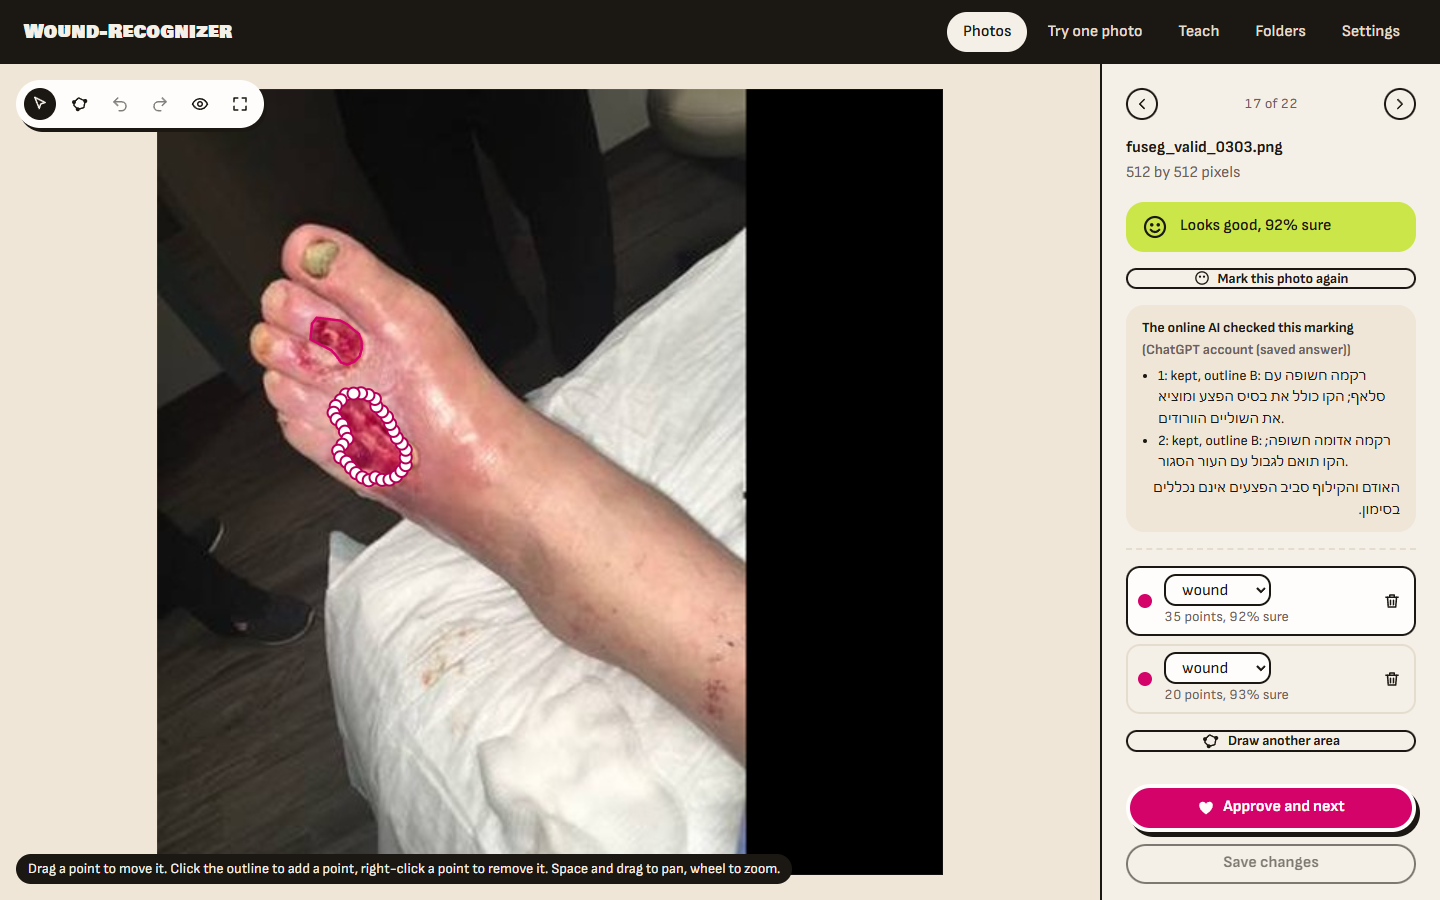 Wound-Recognizer
Photos
Try one photo
Teach
Folders
Settings
17 of 22
fuseg_valid_0303.png
512 by 512 pixels
Looks good, 92% sure
Mark this photo again
The online AI checked this marking
(ChatGPT account (saved answer))
• 1: kept, outline B: רקמה חשופה עם
סלאף; הקו כולל את בסיס הפצע ומוציא
את השוליים הוורודים.
• 2: kept, outline B: רקמה אדומה חשופה;
הקו תואם לגבול עם העור הסגור.
האודם והקילוף סביב הפצעים אינם נכללים
בסימון.
wound
35 points, 92% sure
wound
20 points, 93% sure
Draw another area
Approve and next
Save changes
Drag a point to move it. Click the outline to add a point, right-click a point to remove it. Space and drag to pan, wheel to zoom.